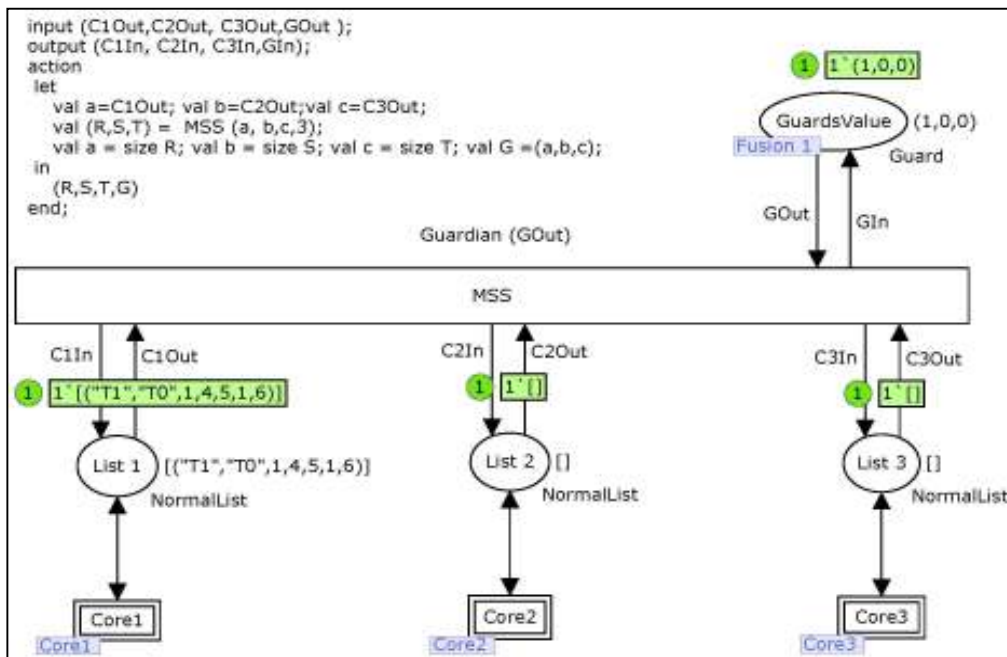 input (C1Out,C2Out, C3Out,GOut );
output (C1In, C2In, C3In,GIn);
action
let
val a=C1Out; val b=C2Out;val c=C3Out;
val (R,S,T) = MSS (a, b,c,3);
val a = size R; val b = size S; val c = size T; val G =(a,b,c);
in
(R,S,T,G)
end;
1 1`(1,0,0)
GuardsValue (1,0,0)
Fusion 1 Guard
GOut GIn
Guardian (GOut)
MSS
C1In C1Out C2In C2Out C3In C3Out
1 1`[("T1","T0",1,4,5,1,6)] 1 1`[] 1 1`[]
List 1 [("T1","T0",1,4,5,1,6)] List 2 [] List 3 []
NormalList NormalList NormalList
Core1 Core2 Core3
Core1 Core2 Core3